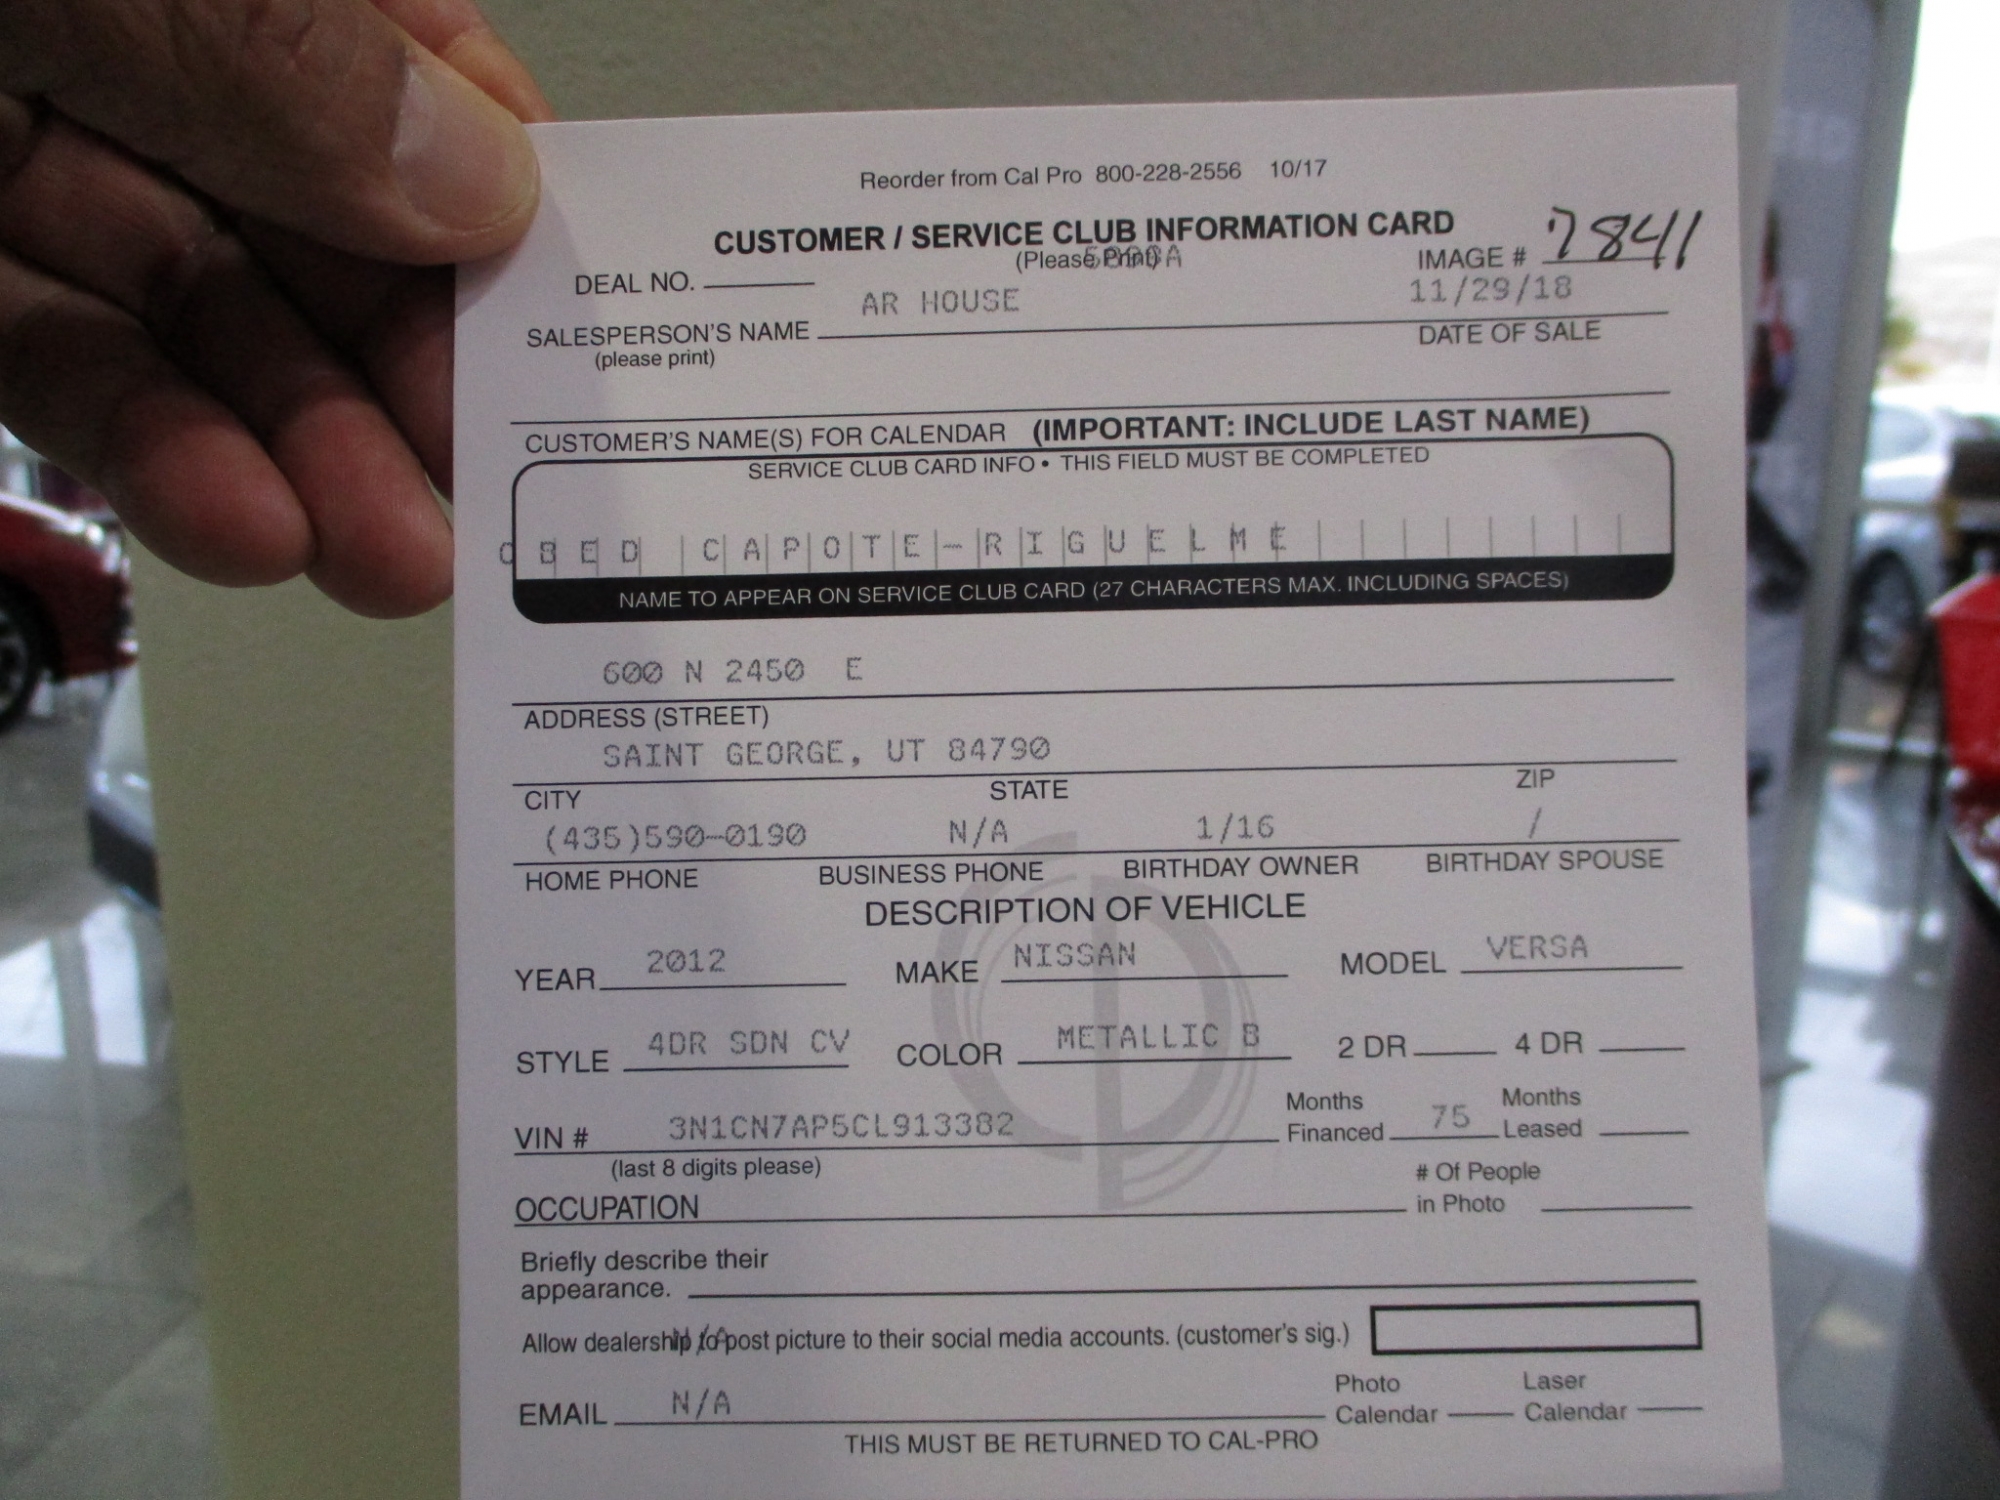 Reorder from Cal Pro 800-228-2556 10/17
CUSTOMER / SERVICE CLUB INFORMATION CARD
(Please Print)
IMAGE # 7841
DEAL NO.
AR HOUSE 11/29/18
SALESPERSON'S NAME DATE OF SALE
(please print)
CUSTOMER'S NAME(S) FOR CALENDAR (IMPORTANT: INCLUDE LAST NAME)
SERVICE CLUB CARD INFO • THIS FIELD MUST BE COMPLETED
OBED CAPOTE-RIGUELME
NAME TO APPEAR ON SERVICE CLUB CARD (27 CHARACTERS MAX. INCLUDING SPACES)
600 N 2450 E
ADDRESS (STREET)
SAINT GEORGE, UT 84790
CITY STATE ZIP
(435)590-0190 N/A 1/16 /
HOME PHONE BUSINESS PHONE BIRTHDAY OWNER BIRTHDAY SPOUSE
DESCRIPTION OF VEHICLE
YEAR 2012 MAKE NISSAN MODEL VERSA
STYLE 4DR SDN CV COLOR METALLIC B 2 DR 4 DR
Months Months
VIN # 3N1CN7AP5CL913382 Financed 75 Leased
(last 8 digits please) # Of People
OCCUPATION in Photo
Briefly describe their
appearance.
N/A
Allow dealership to post picture to their social media accounts. (customer's sig.)
Photo Laser
EMAIL N/A Calendar Calendar
THIS MUST BE RETURNED TO CAL-PRO